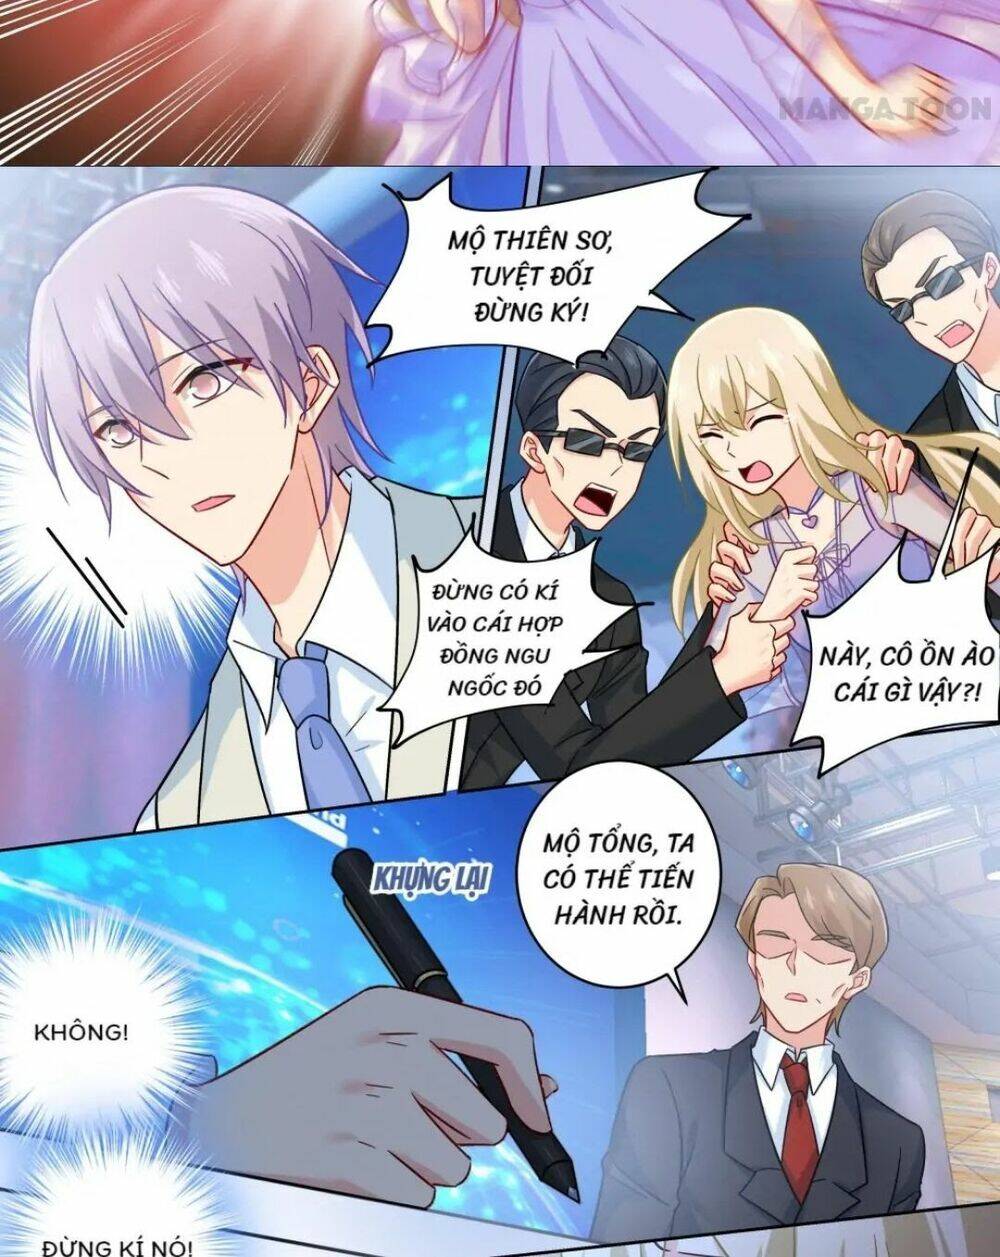 MANGATOON
MỘ THIÊN SƠ,
TUYỆT ĐỐI
ĐỪNG KÝ!
ĐỪNG CÓ KÍ
VÀO CÁI HỢP
ĐỒNG NGU
NGỐC ĐÓ
NÀY, CÔ ỒN ÀO
CÁI GÌ VẬY?!
KHỰNG LẠI
MỘ TỔNG, TA
CÓ THỂ TIẾN
HÀNH RỒI.
KHÔNG!
ĐỪNG KÍ NÓ!